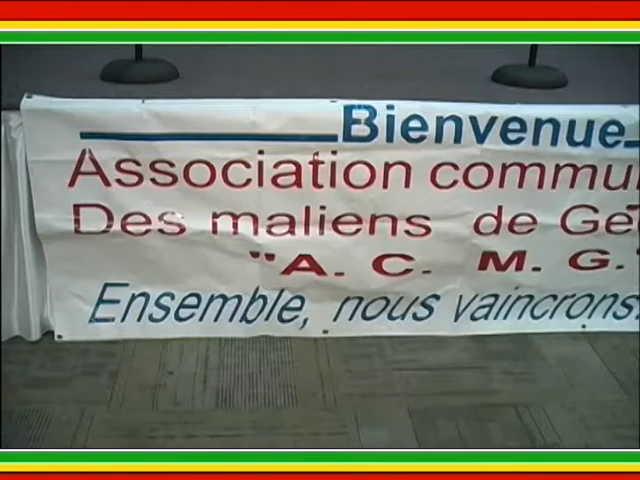 Bienvenue
Association commu
Des maliens de Ge
"A. C. M. G."
Ensemble, nous vaincrons.